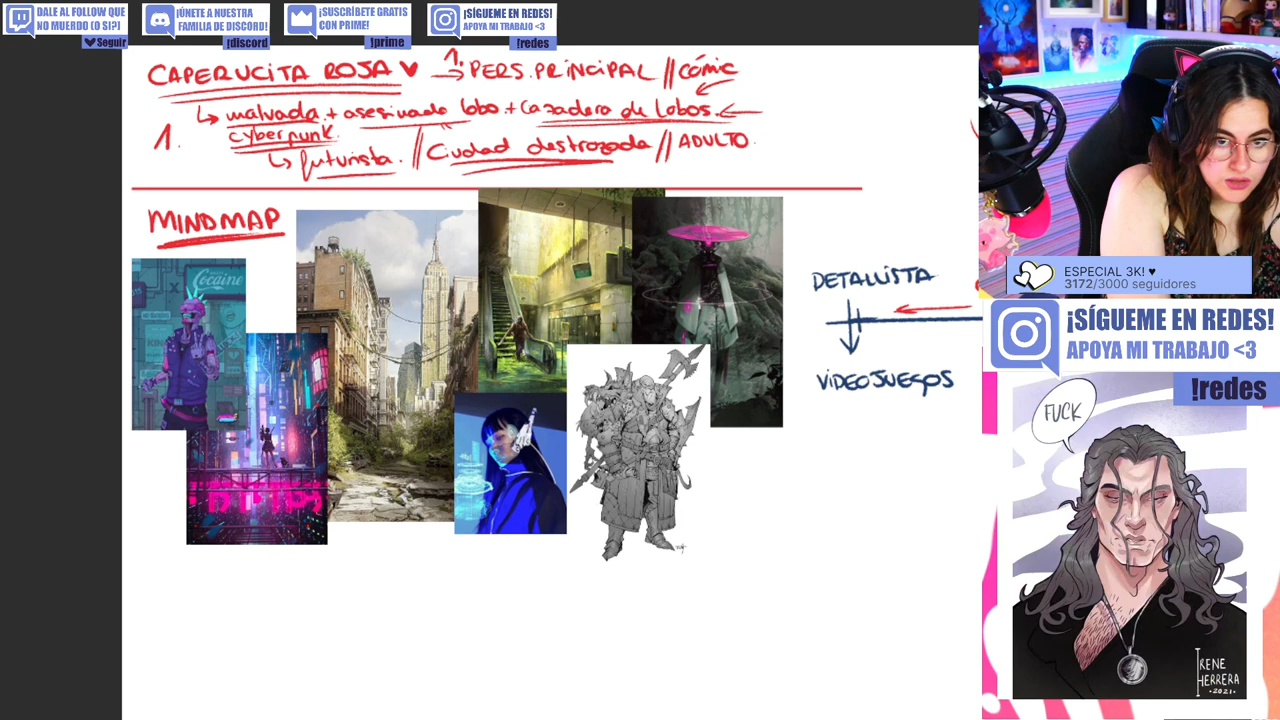 DALE AL FOLLOW QUE
NO MUERDO (O SI?)
Seguir
¡ÚNETE A NUESTRA
FAMILIA DE DISCORD!
!discord
¡SUSCRÍBETE GRATIS
CON PRIME!
!prime
¡SÍGUEME EN REDES!
APOYA MI TRABAJO <3
!redes
CAPERUCITA ROJA
1.
PERS. PRINCIPAL // cómic
malvada + asesinado lobo + Cazadora de lobos.
1.
cyberpunk
futurista. // Ciudad destrozada // ADULTO.
MINDMAP
Cocaine
DETALLISTA
VIDEOJUEGOS
ESPECIAL 3K! ♥
3172/3000 seguidores
¡SÍGUEME EN REDES!
APOYA MI TRABAJO <3
!redes
FUCK
IRENE
HERRERA
·2021·